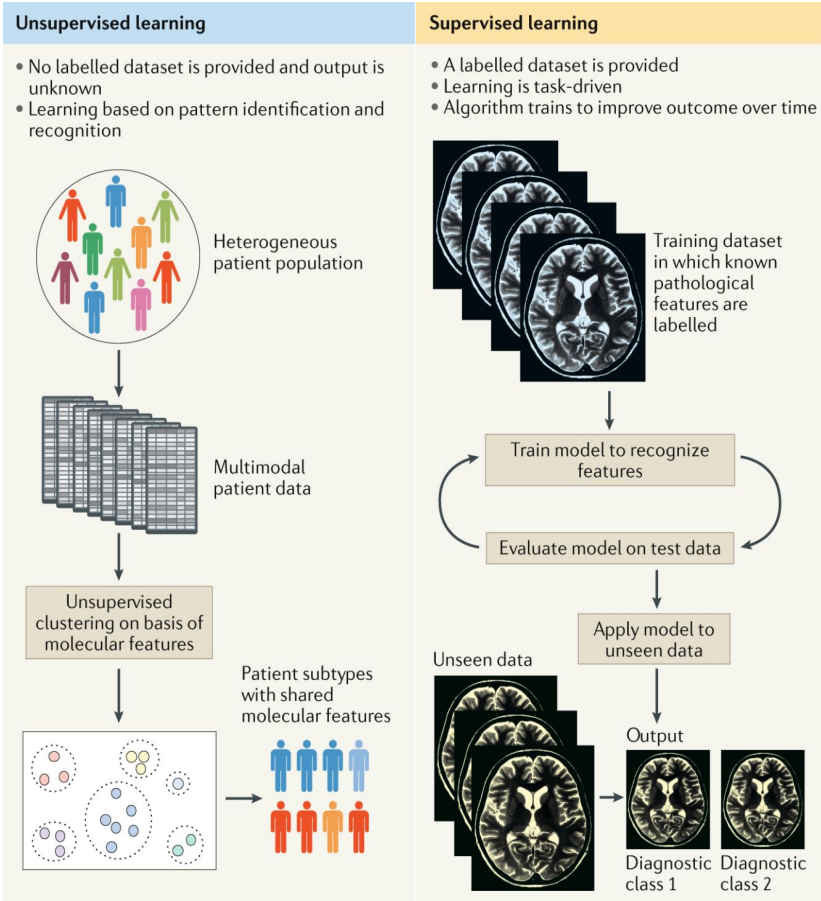 Unsupervised learning
• No labelled dataset is provided and output is
unknown
• Learning based on pattern identification and
recognition
Heterogeneous
patient population
Multimodal
patient data
Unsupervised
clustering on basis of
molecular features
Patient subtypes
with shared
molecular features
Supervised learning
• A labelled dataset is provided
• Learning is task-driven
• Algorithm trains to improve outcome over time
Training dataset
in which known
pathological
features are
labelled
Train model to recognize
features
Evaluate model on test data
Apply model to
unseen data
Unseen data
Output
Diagnostic
class 1
Diagnostic
class 2